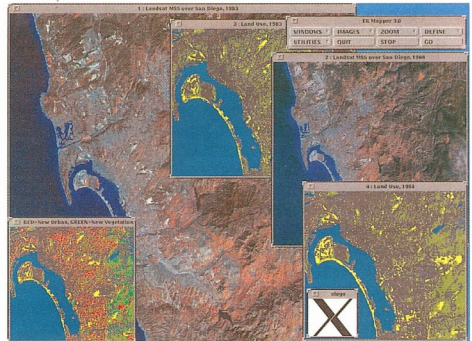 1 : Landsat MSS over San Diego, 1983
ER Mapper 3.0
WINDOWS IMAGES ZOOM DEFINE
UTILITIES QUIT STOP GO
3 : Land Use, 1983
2 : Landsat MSS over San Diego, 1988
4 : Land Use, 1988
RED=New Urban, GREEN=New Vegetation